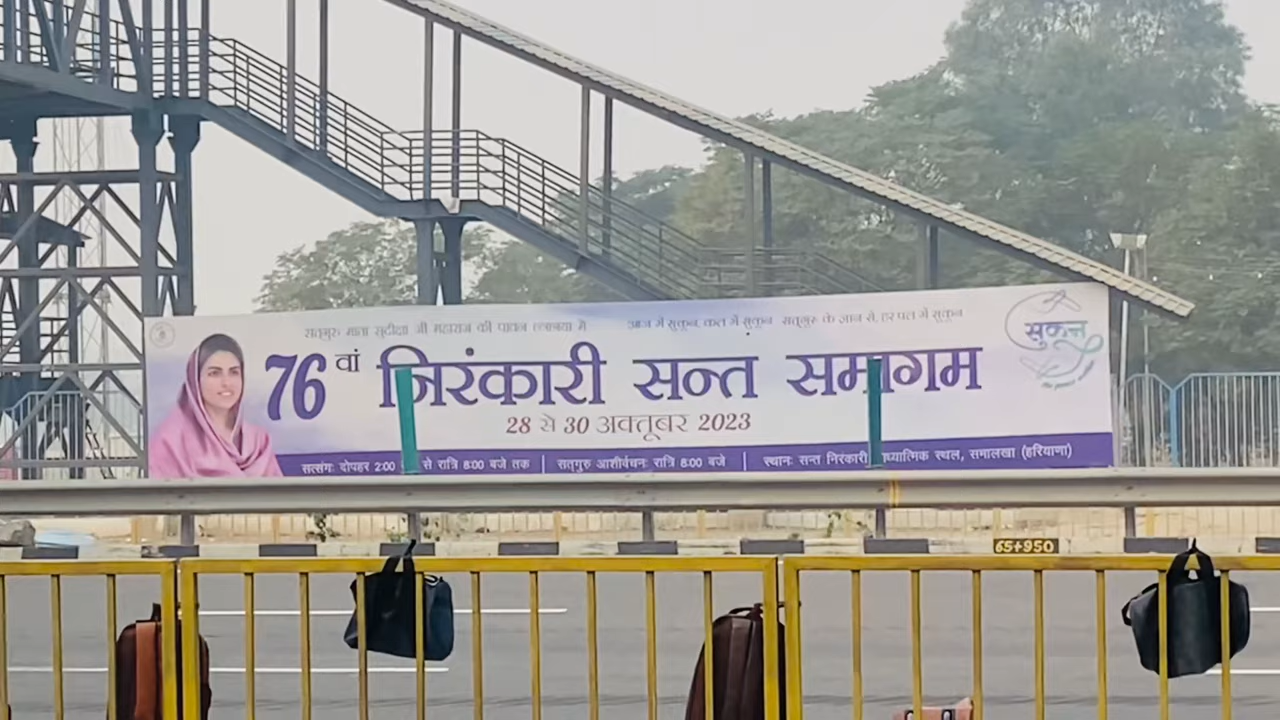 सतगुरु माता सुदीक्षा जी महाराज की पावन छत्रछाया में
आज में सुकून, कल में सुकून सतगुरु के ज्ञान से, हर पल में सुकून
76वां निरंकारी सन्त समागम
सुकून
28 से 30 अक्तूबर 2023
सत्संग: दोपहर 2:00 से रात्रि 8:00 बजे तक
सतगुरु आशीर्वचन: रात्रि 8:00 बजे
स्थान: सन्त निरंकारी आध्यात्मिक स्थल, समालखा (हरियाणा)
65+950